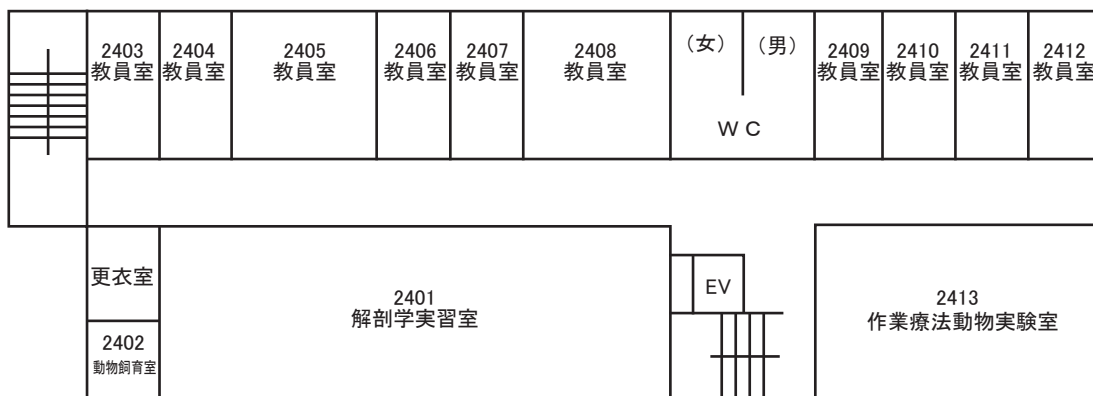 2403
教員室
2404
教員室
2405
教員室
2406
教員室
2407
教員室
2408
教員室
（女）
（男）
ＷＣ
2409
教員室
2410
教員室
2411
教員室
2412
教員室
更衣室
2402
動物飼育室
2401
解剖学実習室
EV
2413
作業療法動物実験室